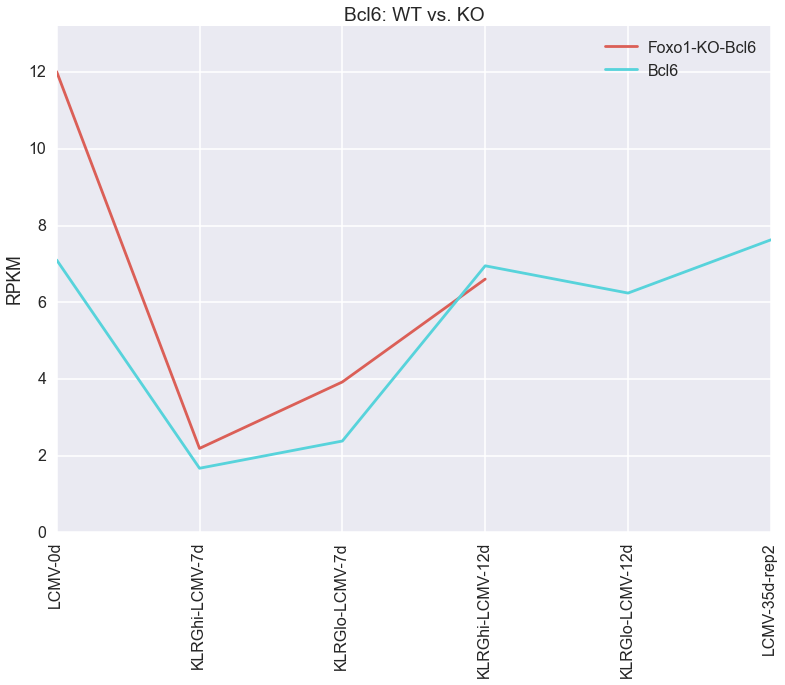 Bcl6: WT vs. KO
Foxo1-KO-Bcl6
Bcl6
12
10
8
6
4
2
0
RPKM
LCMV-0d
KLRGhi-LCMV-7d
KLRGlo-LCMV-7d
KLRGhi-LCMV-12d
KLRGlo-LCMV-12d
LCMV-35d-rep2